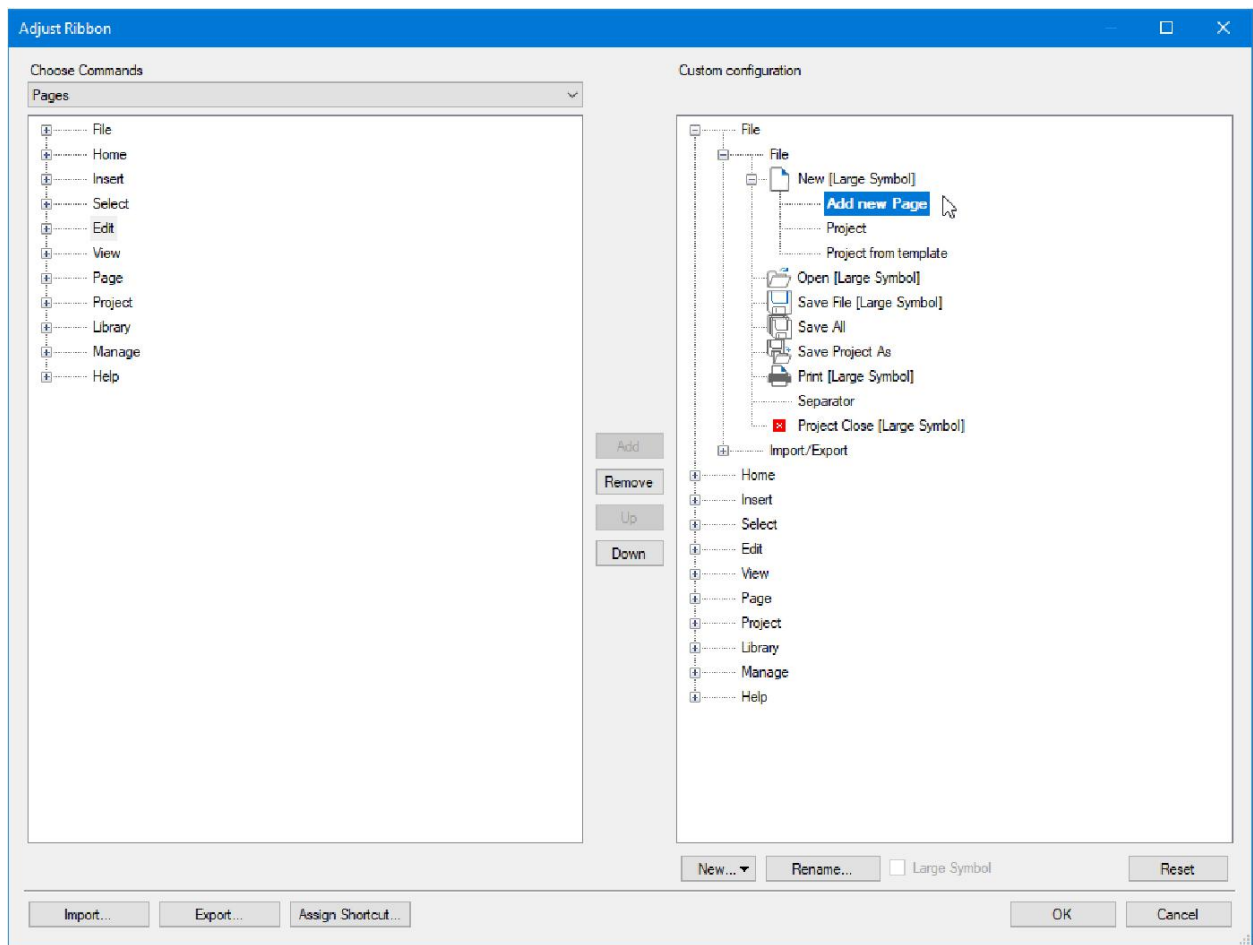 Adjust Ribbon
Choose Commands
Custom configuration
Pages
File
Home
Insert
Select
Edit
View
Page
Project
Library
Manage
Help
Add
Remove
Up
Down
File
File
New [Large Symbol]
Add new Page
Project
Project from template
Open [Large Symbol]
Save File [Large Symbol]
Save All
Save Project As
Print [Large Symbol]
Separator
Project Close [Large Symbol]
Import/Export
Home
Insert
Select
Edit
View
Page
Project
Library
Manage
Help
New...
Rename...
Large Symbol
Reset
Import...
Export...
Assign Shortcut...
OK
Cancel